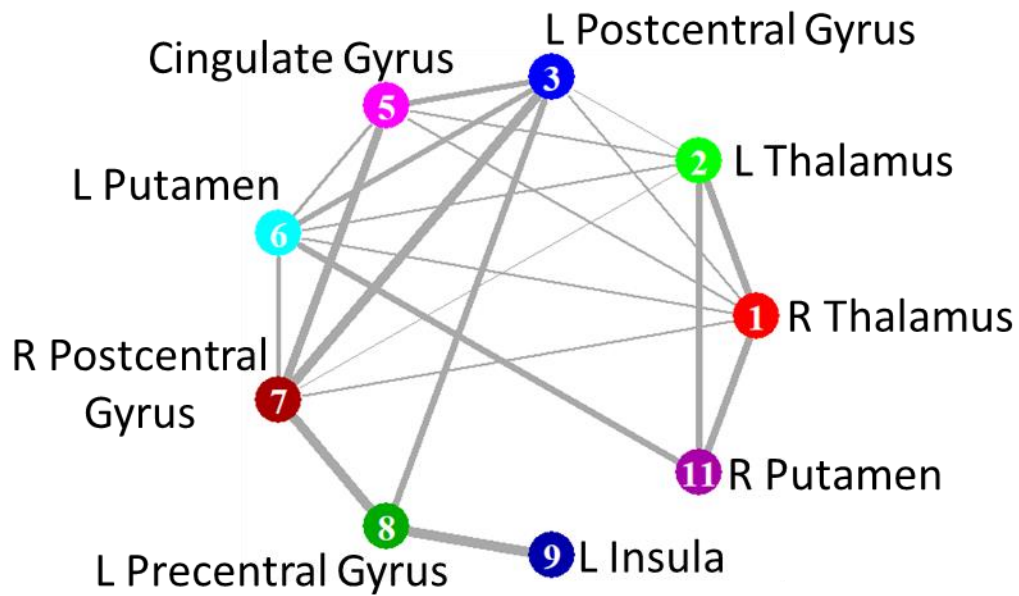 L Postcentral Gyrus
3
Cingulate Gyrus
5
2 L Thalamus
L Putamen
6
1 R Thalamus
R Postcentral
Gyrus
7
11 R Putamen
8
L Precentral Gyrus
9 L Insula